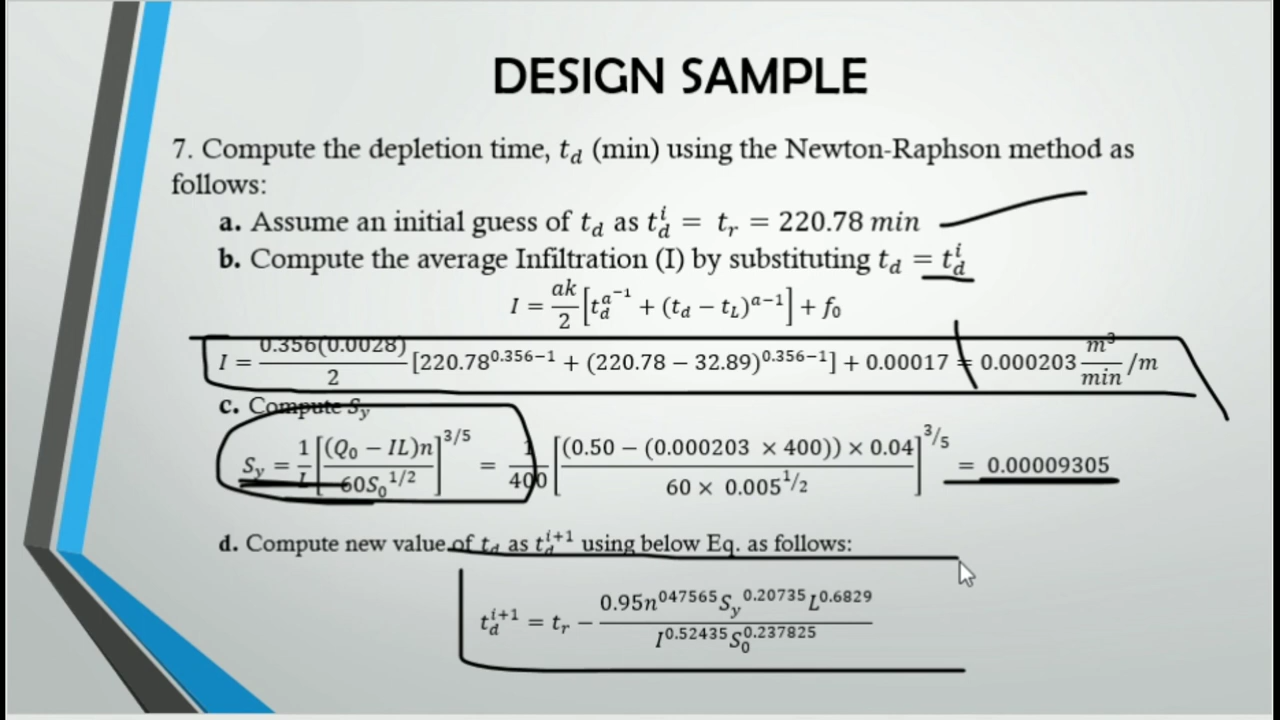 DESIGN SAMPLE
7. Compute the depletion time, t_d (min) using the Newton-Raphson method as
follows:
a. Assume an initial guess of t_d as t_d^i = t_r = 220.78 min
b. Compute the average Infiltration (I) by substituting t_d = t_d^i
I = ak/2 [t_d^{a-1} + (t_d − t_L)^{a-1}] + f_0
I = 0.356(0.0028)/2 [220.78^{0.356-1} + (220.78 − 32.89)^{0.356-1}] + 0.00017 = 0.000203 m^3/min /m
c. Compute S_y
S_y = 1/L [(Q_0 − IL)n / 60S_0^{1/2}]^{3/5} = 1/400 [(0.50 − (0.000203 × 400)) × 0.04 / 60 × 0.005^{1/2}]^{3/5} = 0.00009305
d. Compute new value of t_d as t_d^{i+1} using below Eq. as follows:
t_d^{i+1} = t_r − 0.95n^{047565} S_y^{0.20735} L^{0.6829} / I^{0.52435} S_0^{0.237825}